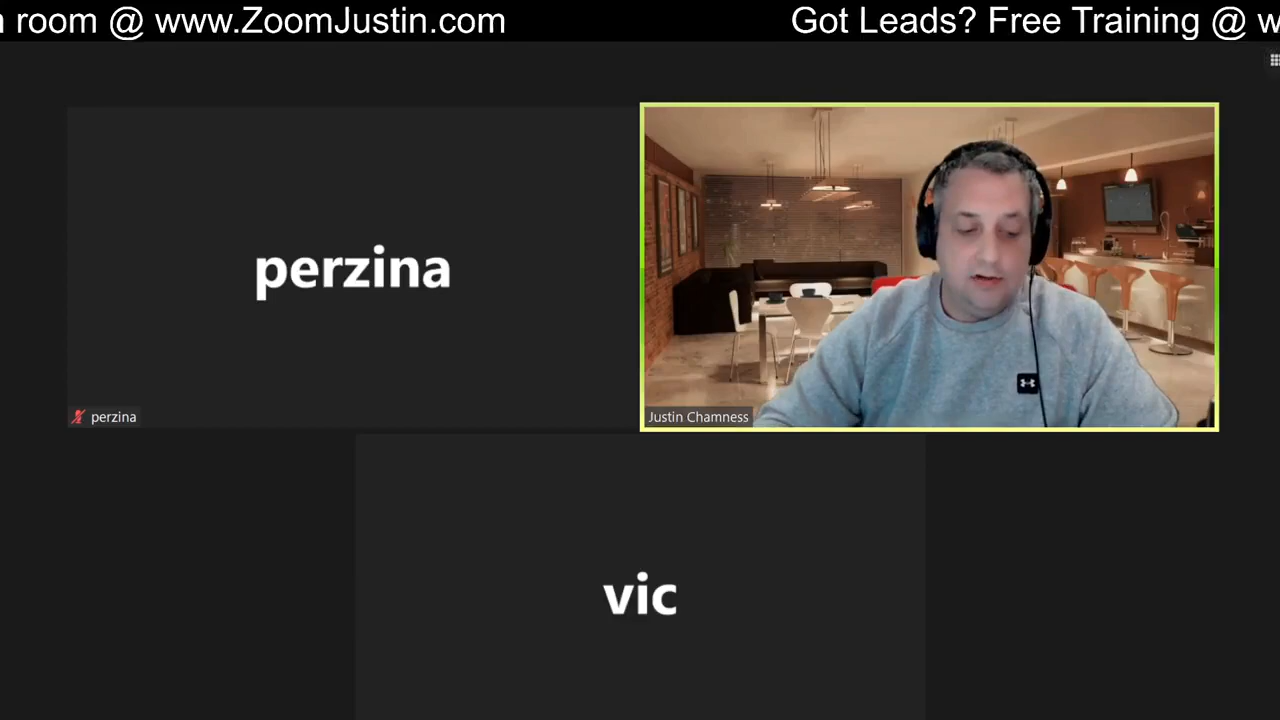 room @ www.ZoomJustin.com Got Leads? Free Training @
perzina
perzina
Justin Chamness
vic